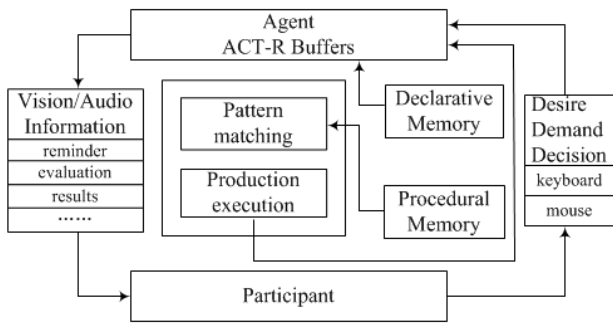 Agent
ACT-R Buffers
Vision/Audio
Information
reminder
evaluation
results
......
Pattern
matching
Production
execution
Declarative
Memory
Procedural
Memory
Desire
Demand
Decision
keyboard
mouse
Participant